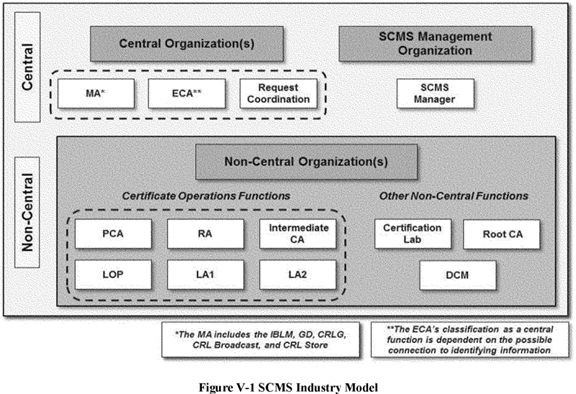 Central
Central Organization(s)
SCMS Management
Organization
MA*
ECA**
Request
Coordination
SCMS
Manager
Non-Central
Non-Central Organization(s)
Certificate Operations Functions
Other Non-Central Functions
PCA
RA
Intermediate
CA
Certification
Lab
Root CA
LOP
LA1
LA2
DCM
*The MA includes the IBLM, GD, CRLG,
CRL Broadcast, and CRL Store
**The ECA's classification as a central
function is dependent on the possible
connection to identifying information
Figure V-1 SCMS Industry Model